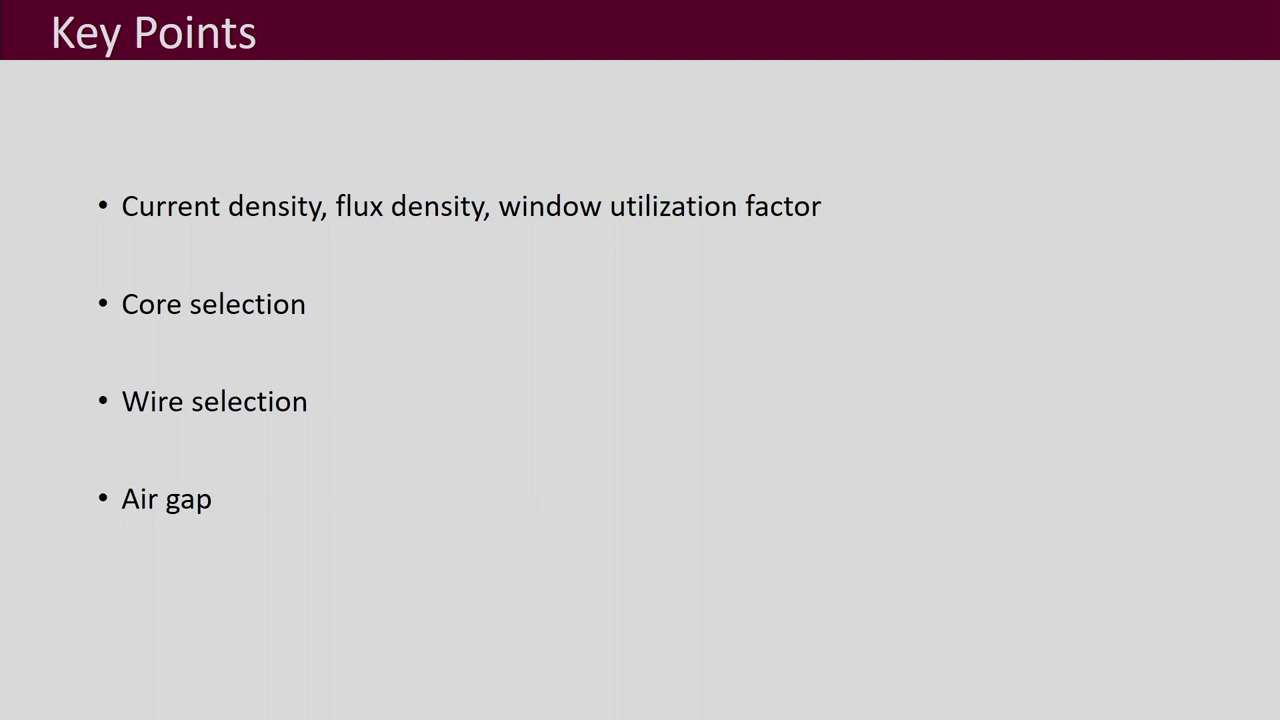 Key Points
• Current density, flux density, window utilization factor
• Core selection
• Wire selection
• Air gap